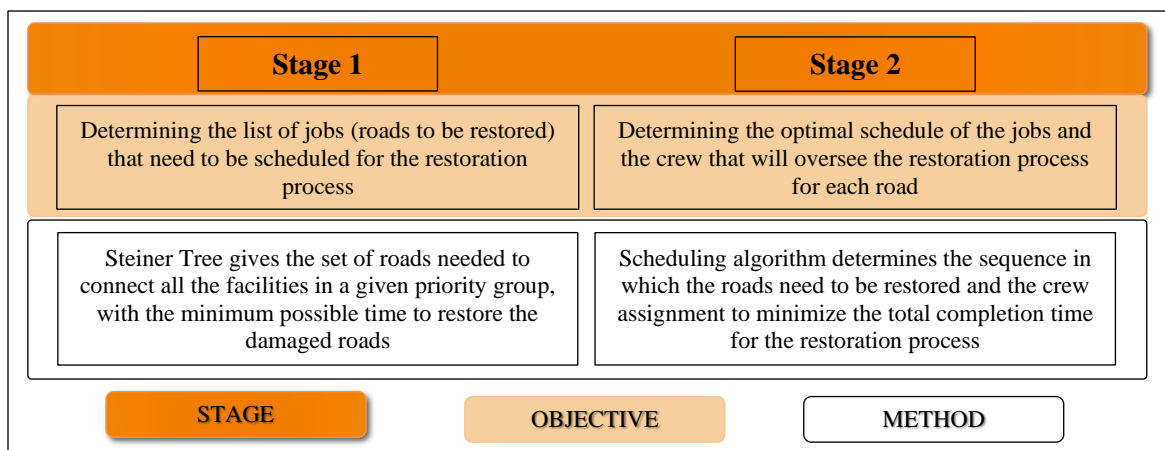 Stage 1
Stage 2
Determining the list of jobs (roads to be restored)
that need to be scheduled for the restoration
process
Determining the optimal schedule of the jobs and
the crew that will oversee the restoration process
for each road
Steiner Tree gives the set of roads needed to
connect all the facilities in a given priority group,
with the minimum possible time to restore the
damaged roads
Scheduling algorithm determines the sequence in
which the roads need to be restored and the crew
assignment to minimize the total completion time
for the restoration process
STAGE
OBJECTIVE
METHOD